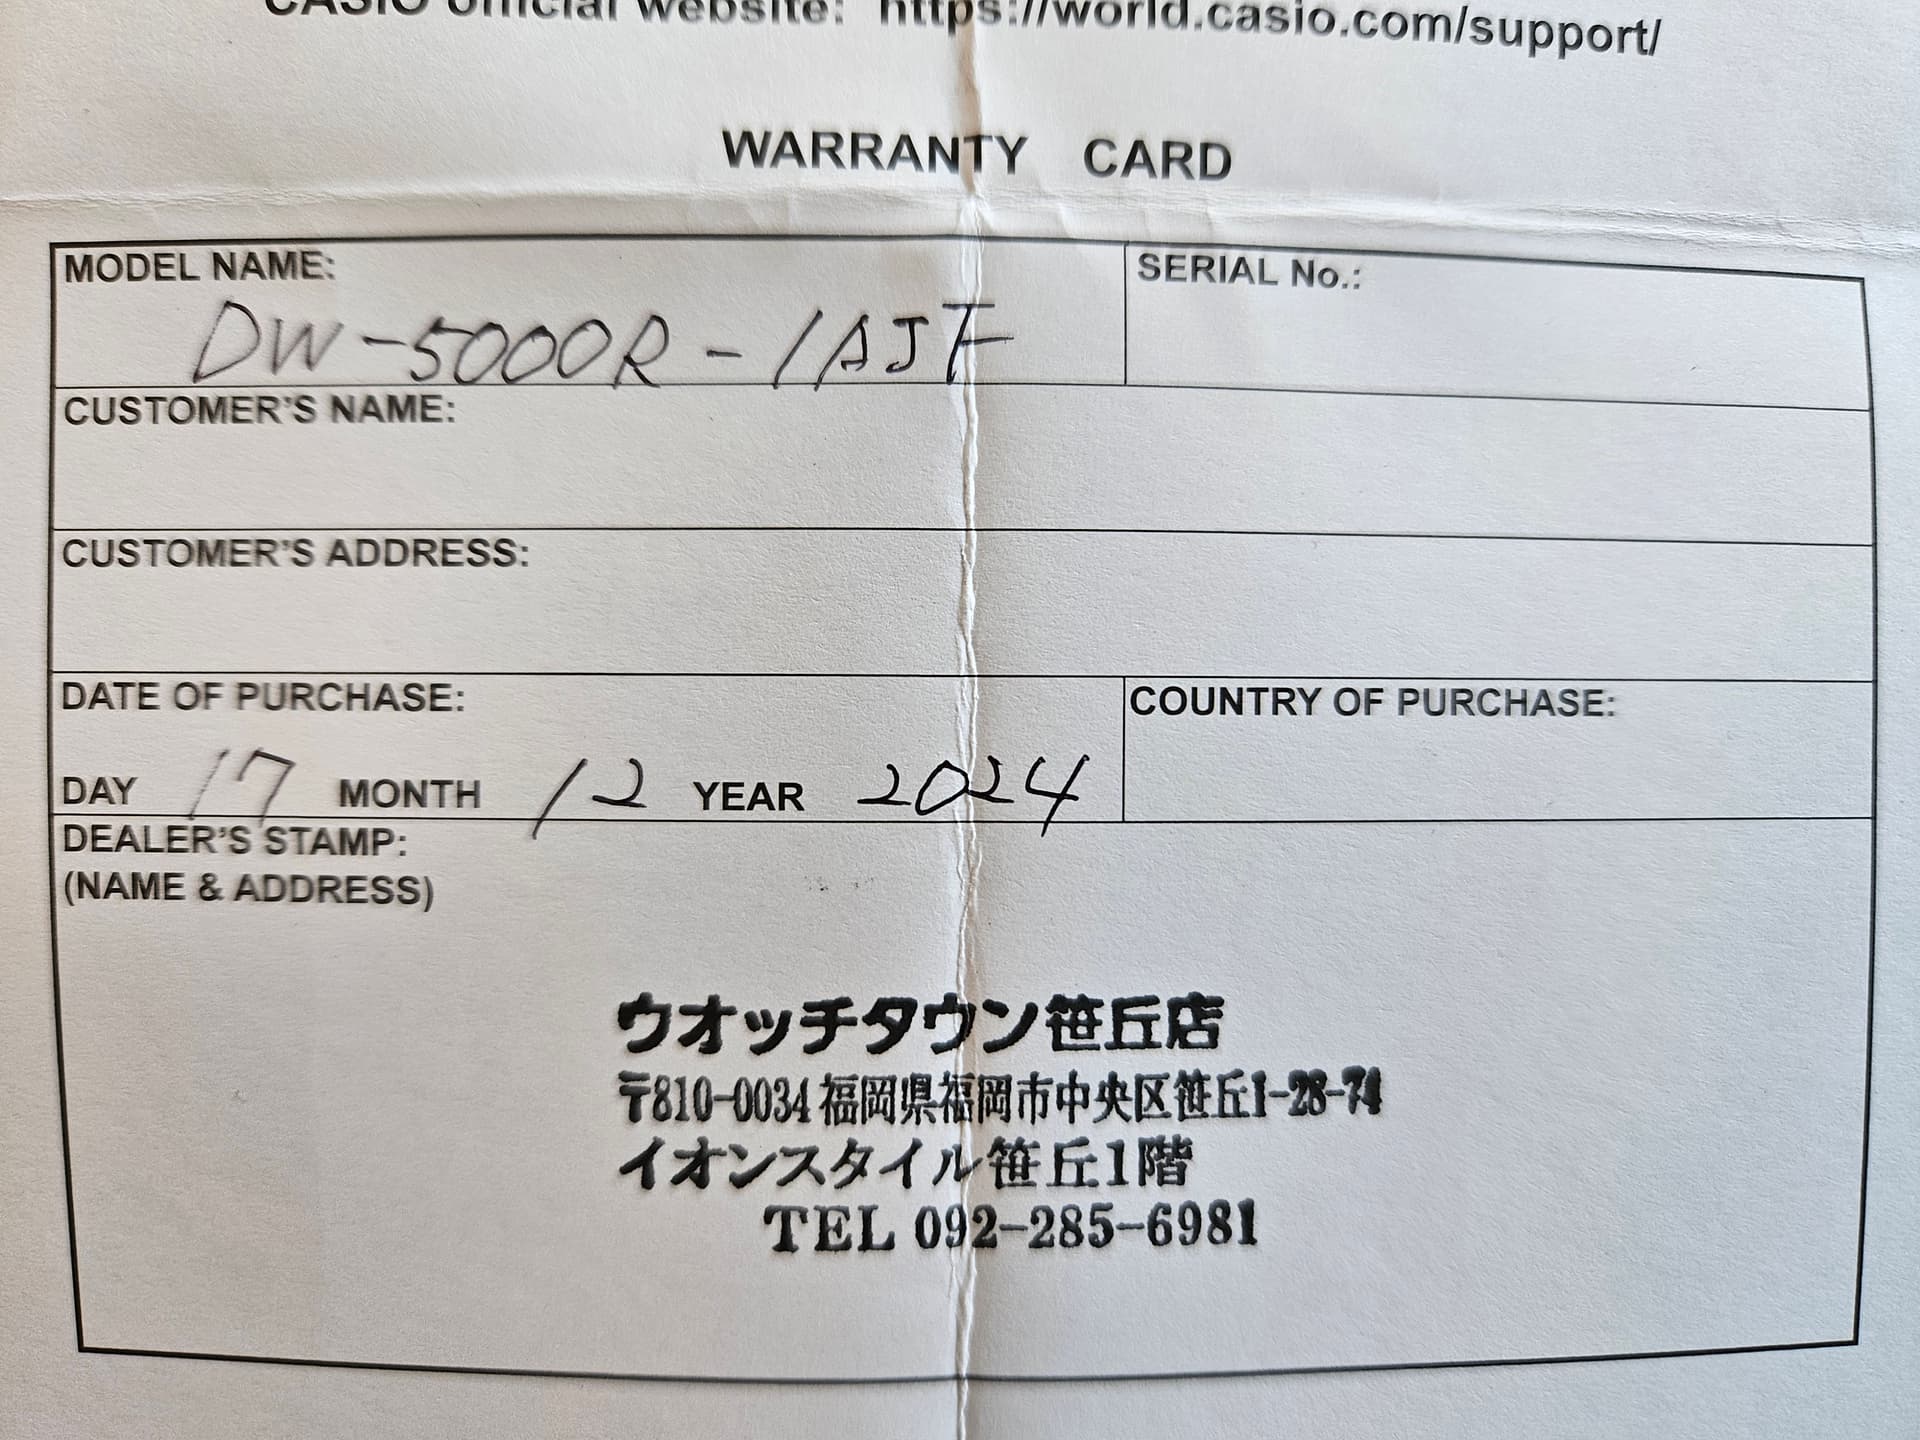 CASIO official website: https://world.casio.com/support/
WARRANTY CARD
MODEL NAME:
DW-5000R-1AJF
SERIAL No.:
CUSTOMER'S NAME:
CUSTOMER'S ADDRESS:
DATE OF PURCHASE:
DAY 17 MONTH 12 YEAR 2024
COUNTRY OF PURCHASE:
DEALER'S STAMP:
(NAME & ADDRESS)
ウオッチタウン笹丘店
〒810-0034 福岡県福岡市中央区笹丘1-28-74
イオンスタイル笹丘1階
TEL 092-285-6981